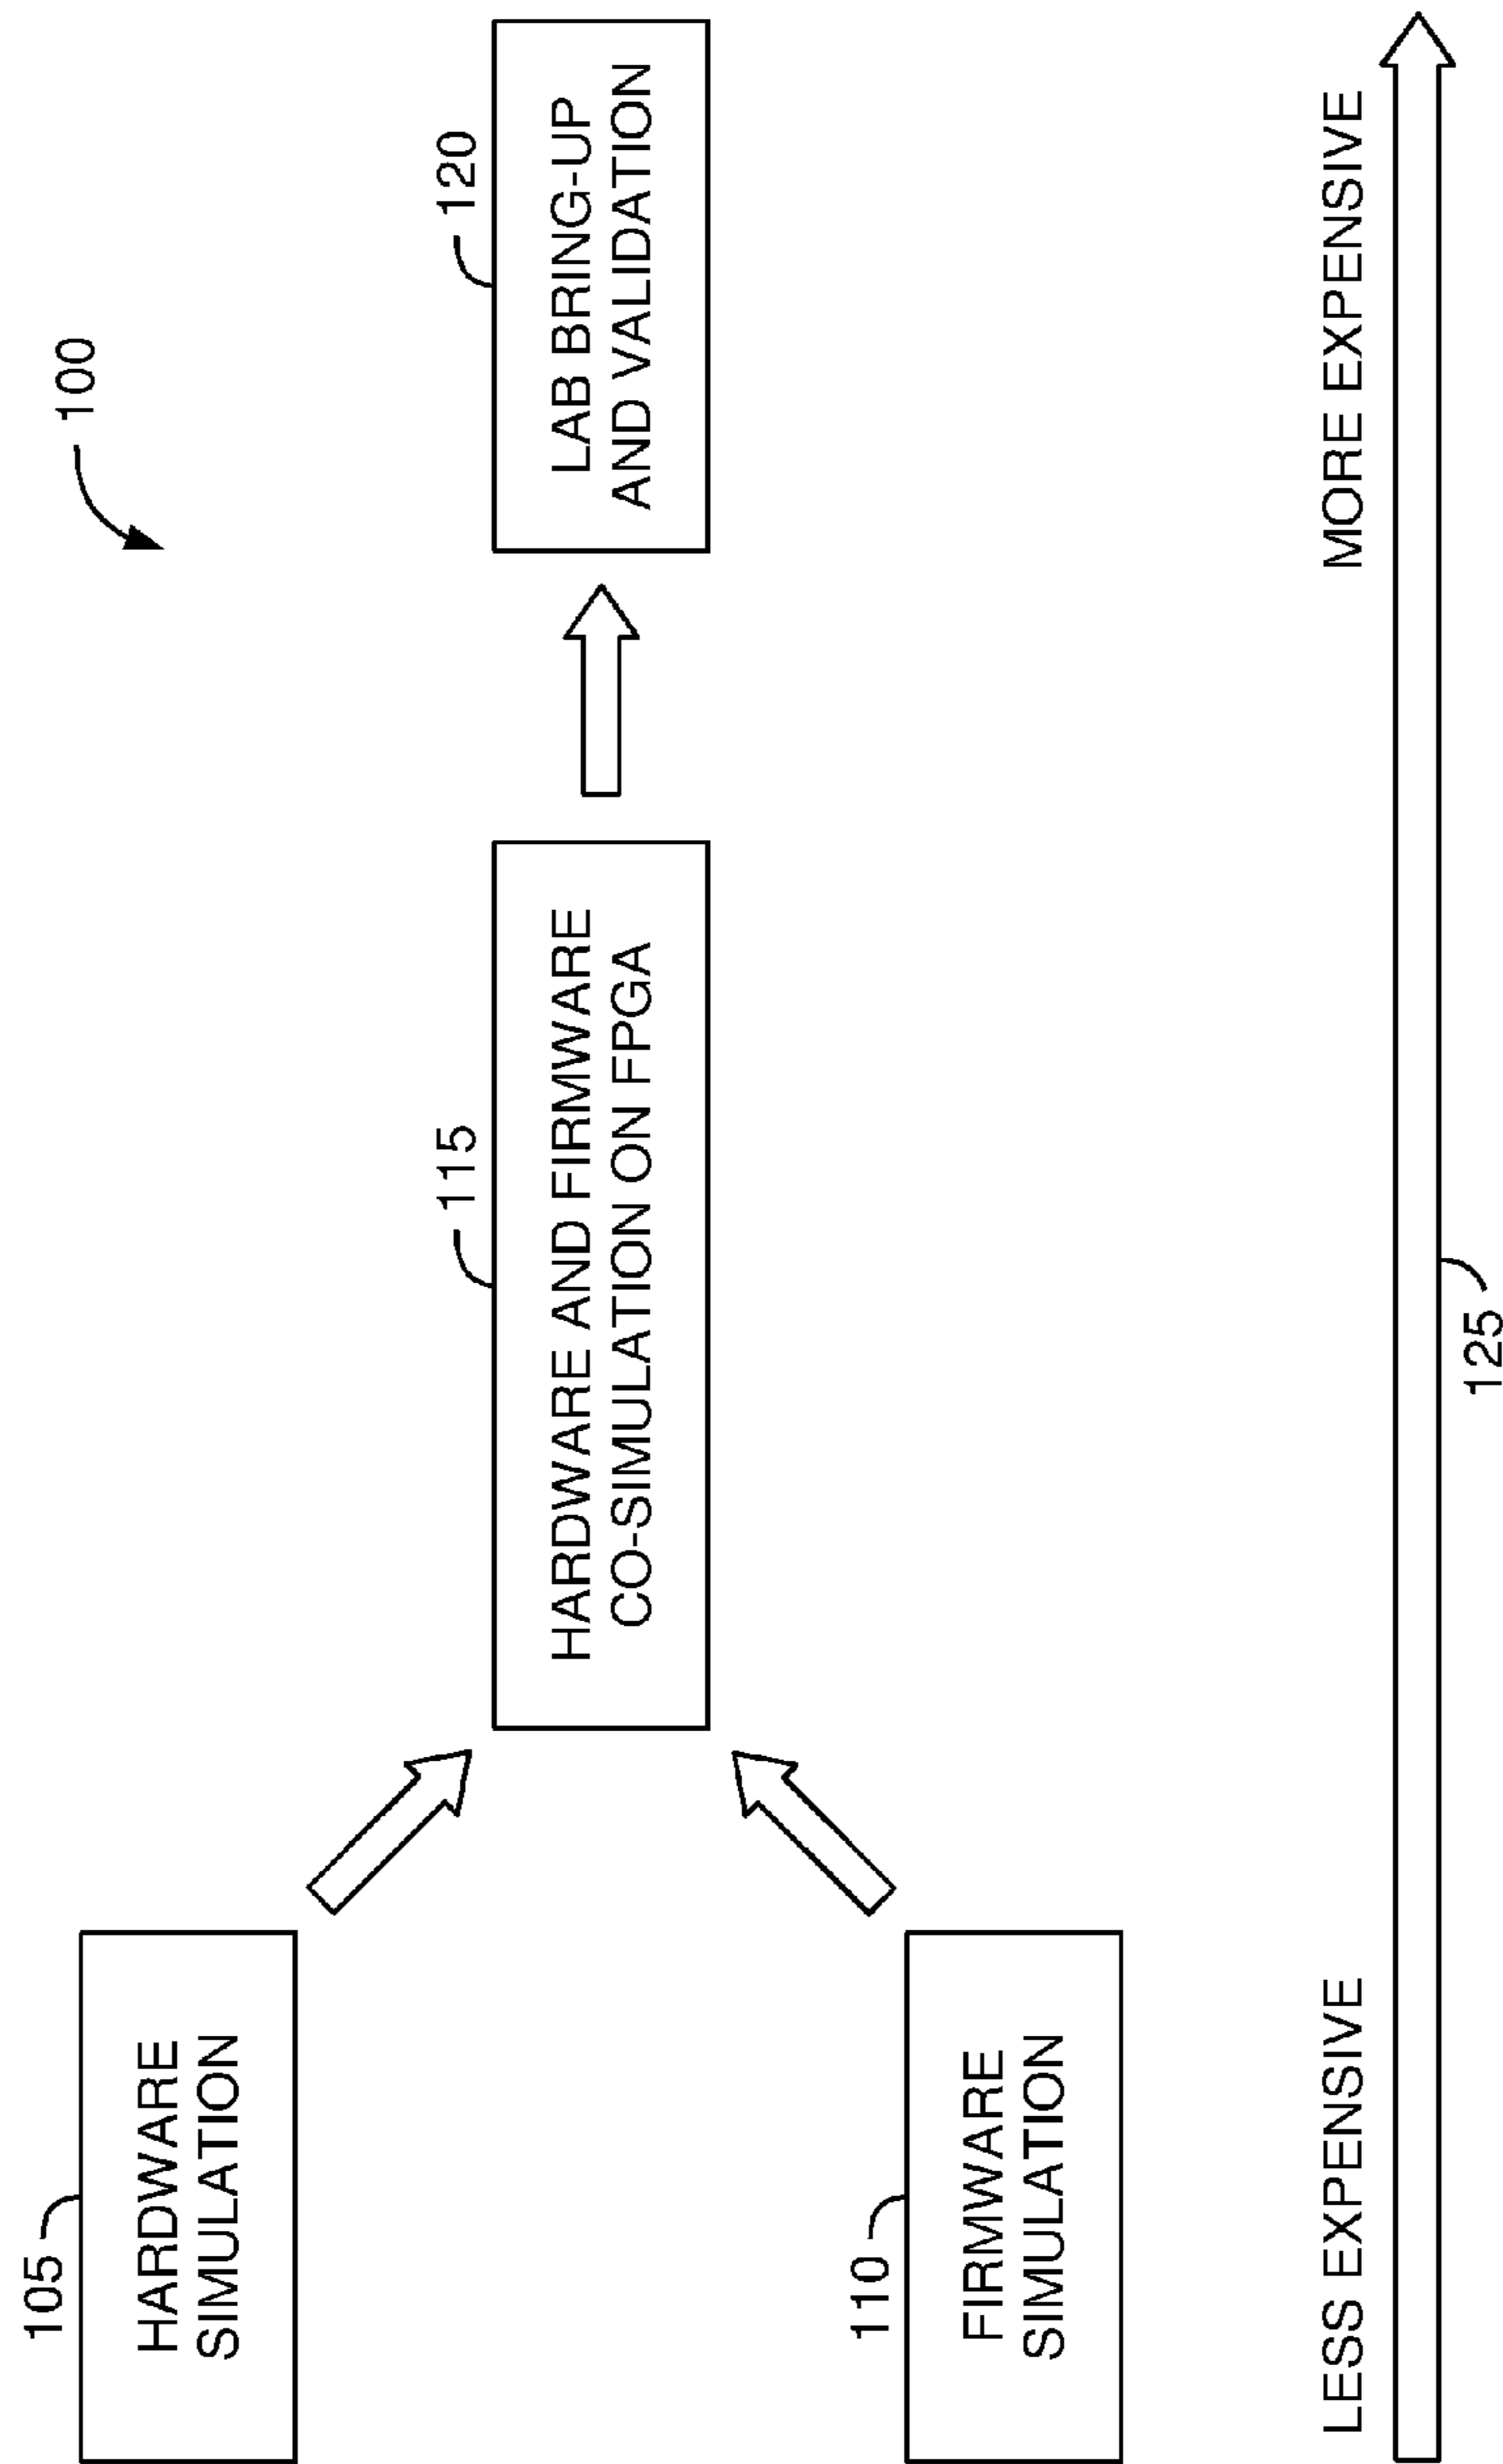 100
105
HARDWARE
SIMULATION
110
FIRMWARE
SIMULATION
115
HARDWARE AND FIRMWARE
CO-SIMULATION ON FPGA
120
LAB BRING-UP
AND VALIDATION
LESS EXPENSIVE
MORE EXPENSIVE
125